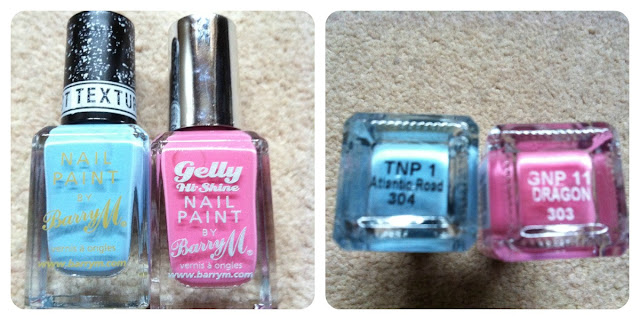 T TEXTUR
NAIL
PAINT
BY
Barry M®
vernis à ongles
www.barrym.com
Gelly
Hi-Shine
NAIL
PAINT
BY
Barry M®
vernis à ongles
www.barrym.com
TNP 1
Atlantic Road
304
GNP 11
DRAGON
303